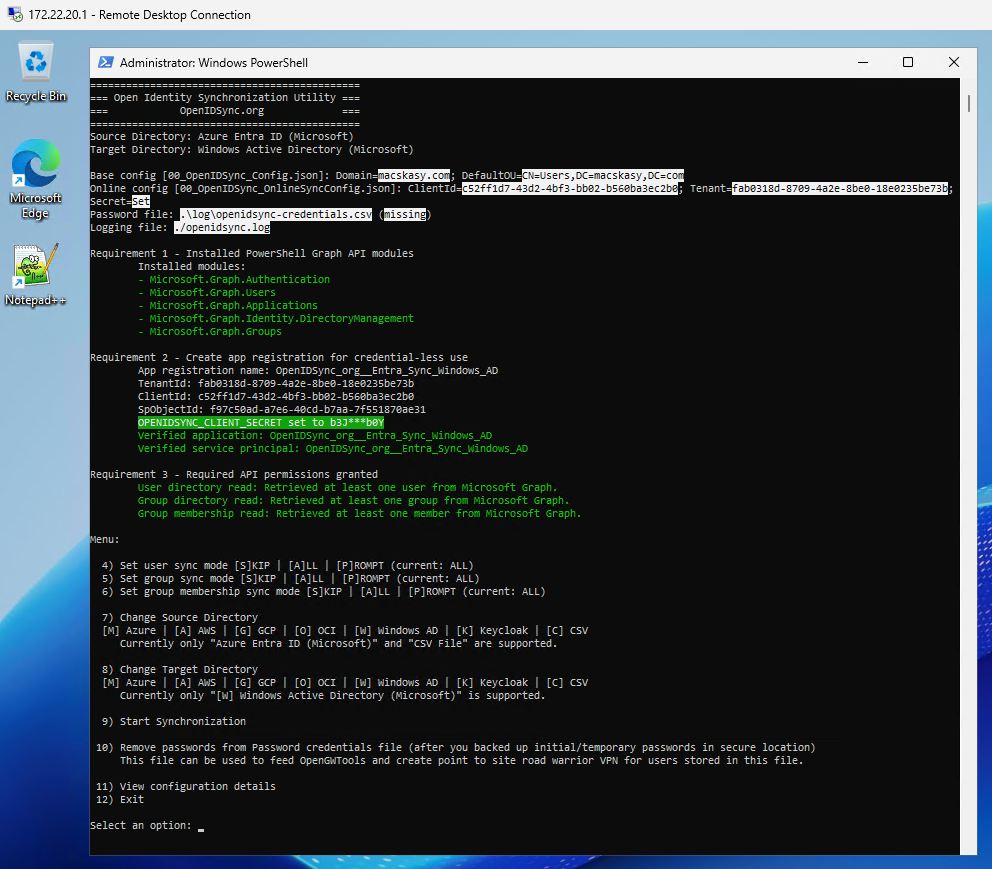 172.22.20.1 - Remote Desktop Connection
Recycle Bin
Microsoft
Edge
Notepad++
Administrator: Windows PowerShell
=============================================
=== Open Identity Synchronization Utility ===
===            OpenIDSync.org             ===
=============================================
Source Directory: Azure Entra ID (Microsoft)
Target Directory: Windows Active Directory (Microsoft)
Base config [00_OpenIDSync_Config.json]: Domain=macskasy.com; DefaultOU=CN=Users,DC=macskasy,DC=com
Online config [00_OpenIDSync_OnlineSyncConfig.json]: ClientId=c52ff1d7-43d2-4bf3-bb02-b560ba3ec2b0; Tenant=fab0318d-8709-4a2e-8be0-18e0235be73b;
Secret=Set
Password file: .\log\openidsync-credentials.csv (missing)
Logging file: ./openidsync.log
Requirement 1 - Installed PowerShell Graph API modules
Installed modules:
- Microsoft.Graph.Authentication
- Microsoft.Graph.Users
- Microsoft.Graph.Applications
- Microsoft.Graph.Identity.DirectoryManagement
- Microsoft.Graph.Groups
Requirement 2 - Create app registration for credential-less use
App registration name: OpenIDSync_org__Entra_Sync_Windows_AD
TenantId: fab0318d-8709-4a2e-8be0-18e0235be73b
ClientId: c52ff1d7-43d2-4bf3-bb02-b560ba3ec2b0
SpObjectId: f97c50ad-a7e6-40cd-b7aa-7f551870ae31
OPENIDSYNC_CLIENT_SECRET set to b3J***b0Y
Verified application: OpenIDSync_org__Entra_Sync_Windows_AD
Verified service principal: OpenIDSync_org__Entra_Sync_Windows_AD
Requirement 3 - Required API permissions granted
User directory read: Retrieved at least one user from Microsoft Graph.
Group directory read: Retrieved at least one group from Microsoft Graph.
Group membership read: Retrieved at least one member from Microsoft Graph.
Menu:
4) Set user sync mode [S]KIP | [A]LL | [P]ROMPT (current: ALL)
5) Set group sync mode [S]KIP | [A]LL | [P]ROMPT (current: ALL)
6) Set group membership sync mode [S]KIP | [A]LL | [P]ROMPT (current: ALL)
7) Change Source Directory
[M] Azure | [A] AWS | [G] GCP | [O] OCI | [W] Windows AD | [K] Keycloak | [C] CSV
Currently only "Azure Entra ID (Microsoft)" and "CSV File" are supported.
8) Change Target Directory
[M] Azure | [A] AWS | [G] GCP | [O] OCI | [W] Windows AD | [K] Keycloak | [C] CSV
Currently only "[W] Windows Active Directory (Microsoft)" is supported.
9) Start Synchronization
10) Remove passwords from Password credentials file (after you backed up initial/temporary passwords in secure location)
This file can be used to feed OpenGWTools and create point to site road warrior VPN for users stored in this file.
11) View configuration details
12) Exit
Select an option: _